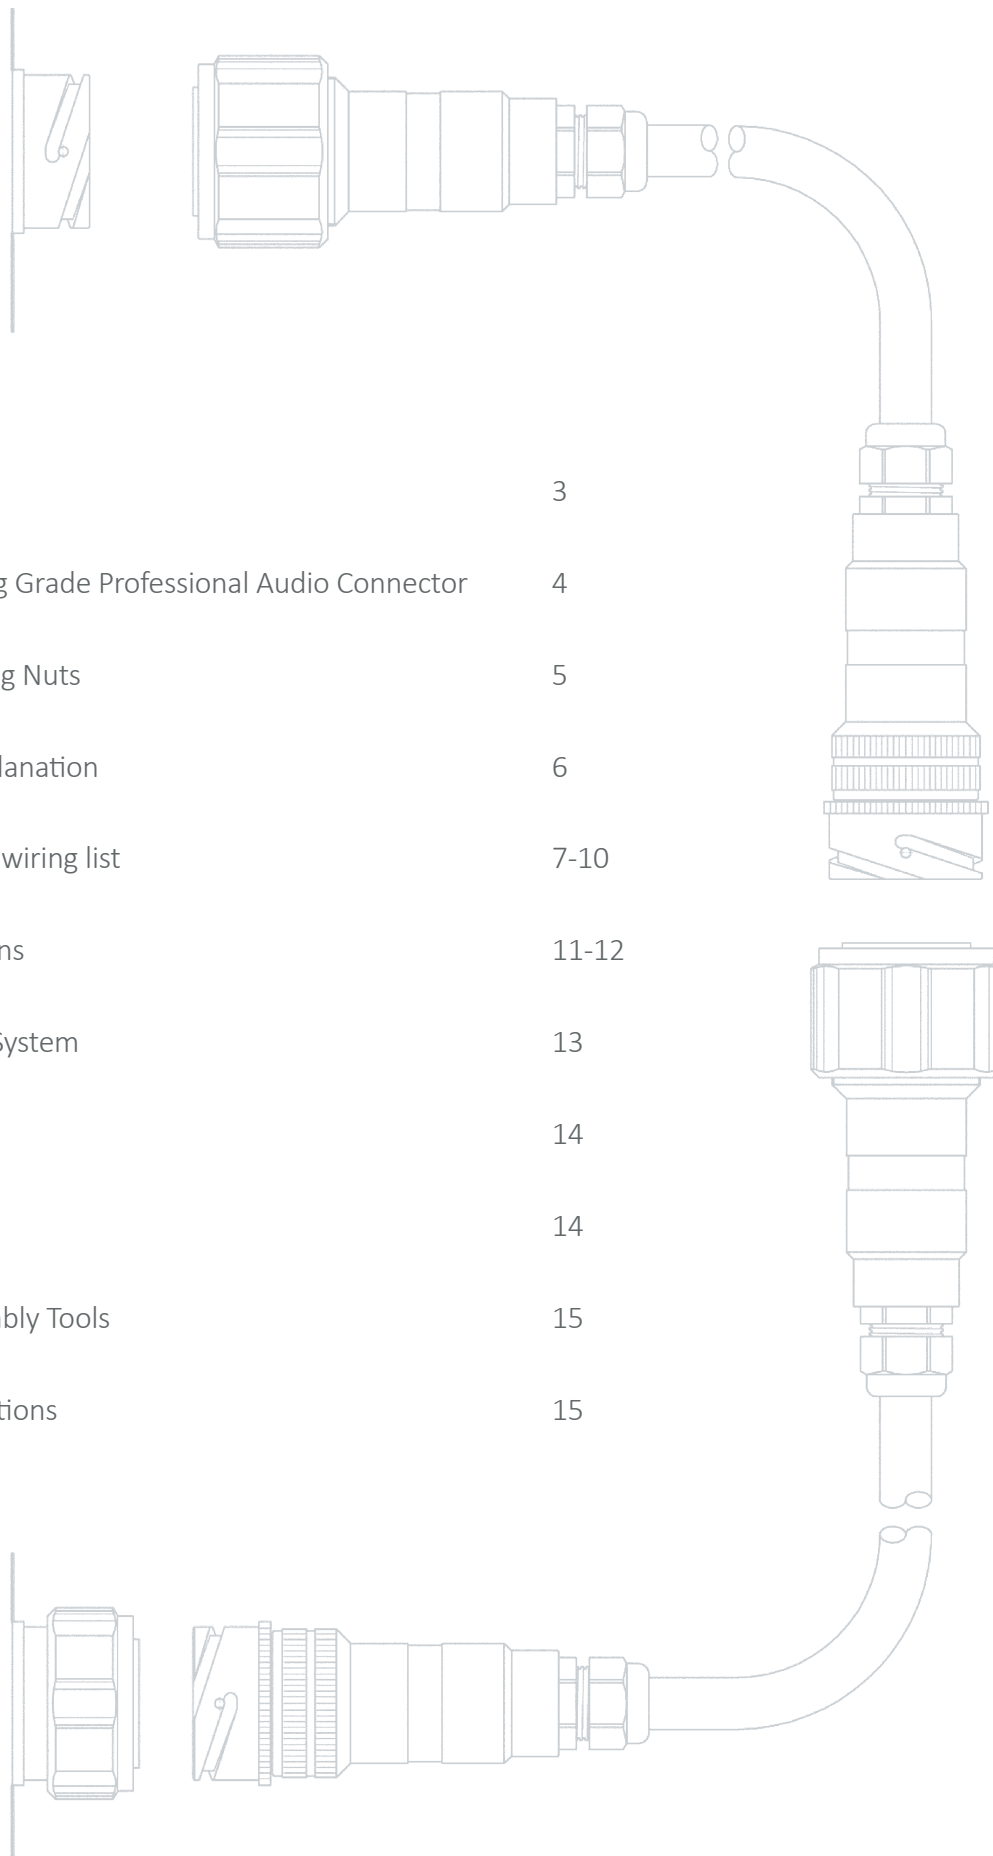 3
g Grade Professional Audio Connector 4
g Nuts 5
lanation 6
wiring list 7-10
ns 11-12
System 13
14
14
bly Tools 15
tions 15